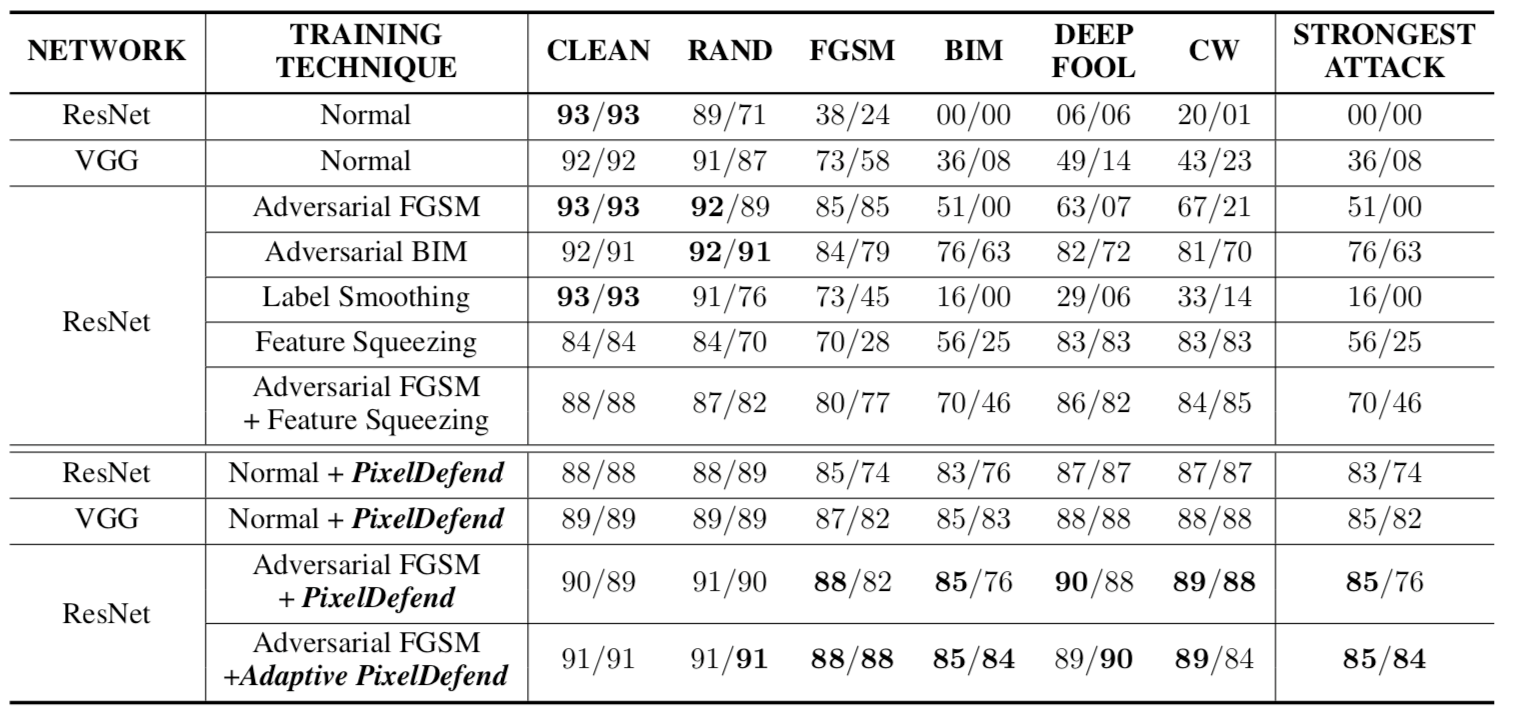 NETWORK TRAINING TECHNIQUE CLEAN RAND FGSM BIM DEEP FOOL CW STRONGEST ATTACK
ResNet Normal 93/93 89/71 38/24 00/00 06/06 20/01 00/00
VGG Normal 92/92 91/87 73/58 36/08 49/14 43/23 36/08
ResNet Adversarial FGSM 93/93 92/89 85/85 51/00 63/07 67/21 51/00
Adversarial BIM 92/91 92/91 84/79 76/63 82/72 81/70 76/63
Label Smoothing 93/93 91/76 73/45 16/00 29/06 33/14 16/00
Feature Squeezing 84/84 84/70 70/28 56/25 83/83 83/83 56/25
Adversarial FGSM + Feature Squeezing 88/88 87/82 80/77 70/46 86/82 84/85 70/46
ResNet Normal + PixelDefend 88/88 88/89 85/74 83/76 87/87 87/87 83/74
VGG Normal + PixelDefend 89/89 89/89 87/82 85/83 88/88 88/88 85/82
ResNet Adversarial FGSM + PixelDefend 90/89 91/90 88/82 85/76 90/88 89/88 85/76
Adversarial FGSM +Adaptive PixelDefend 91/91 91/91 88/88 85/84 89/90 89/84 85/84